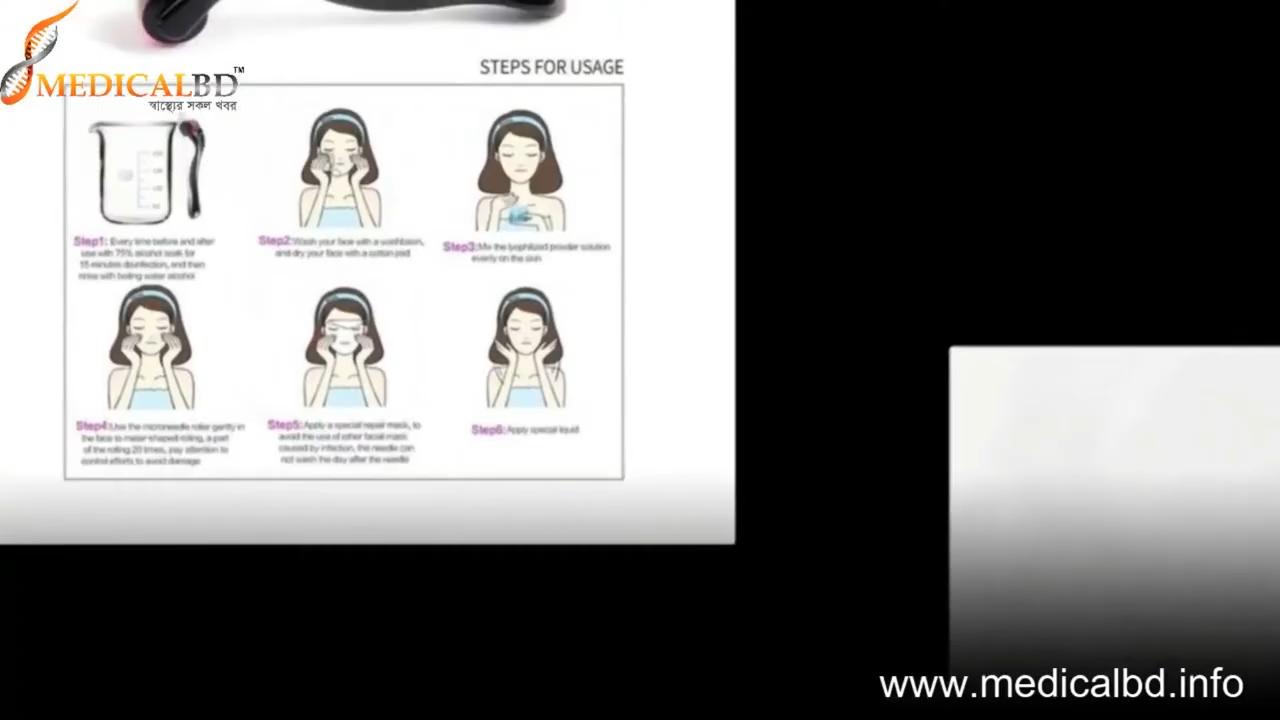 MEDICALBD™
স্বাস্থ্যের সকল খবর
STEPS FOR USAGE
Step1: Every time before and after
use with 75% alcohol soak for
15 minutes disinfection, and then
rinse with boiling water alcohol
Step2: Wash your face with a washbasin,
and dry your face with a cotton pad
Step3: Mix the lyophilized powder solution
evenly on the skin
Step4: Use the microneedle roller gently in
the face to meter-shaped rolling, a part
of the rolling 20 times, pay attention to
control efforts to avoid damage
Step5: Apply a special repair mask, to
avoid the use of other facial mask
caused by infection, the needle can
not wash the day after the needle
Step6: Apply special liquid
www.medicalbd.info